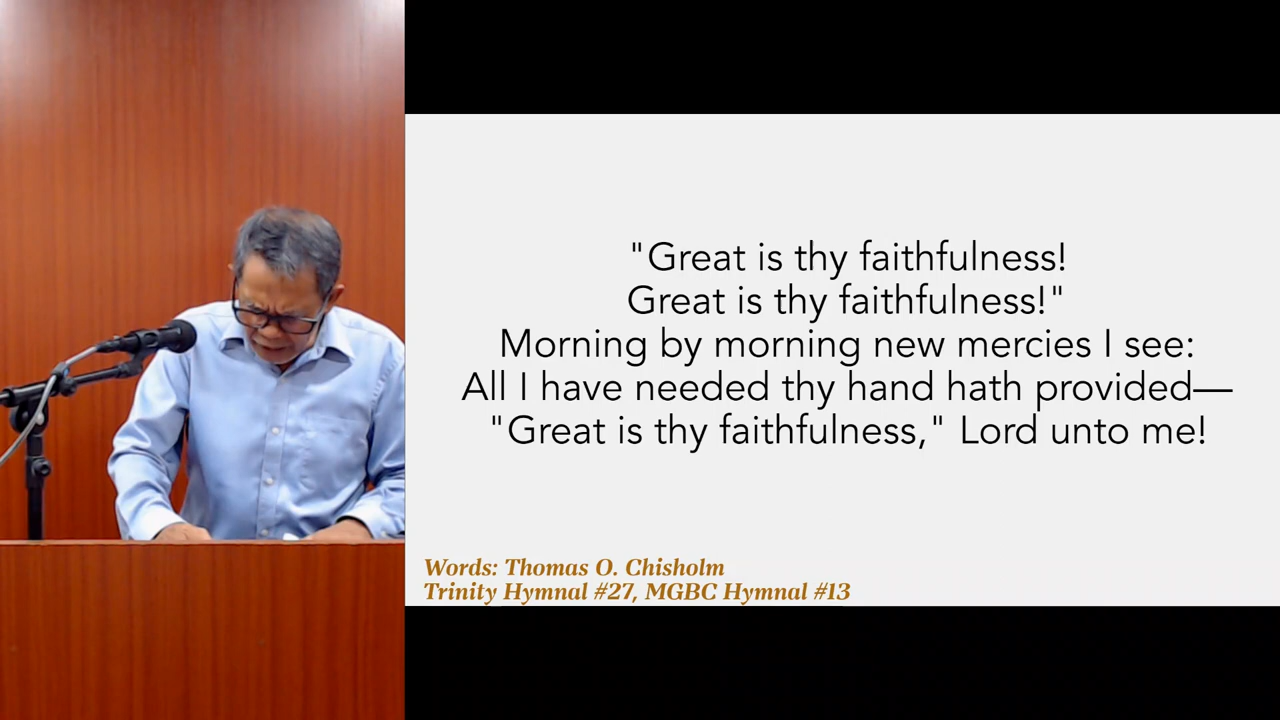 "Great is thy faithfulness!
Great is thy faithfulness!"
Morning by morning new mercies I see:
All I have needed thy hand hath provided—
"Great is thy faithfulness," Lord unto me!
Words: Thomas O. Chisholm
Trinity Hymnal #27, MGBC Hymnal #13